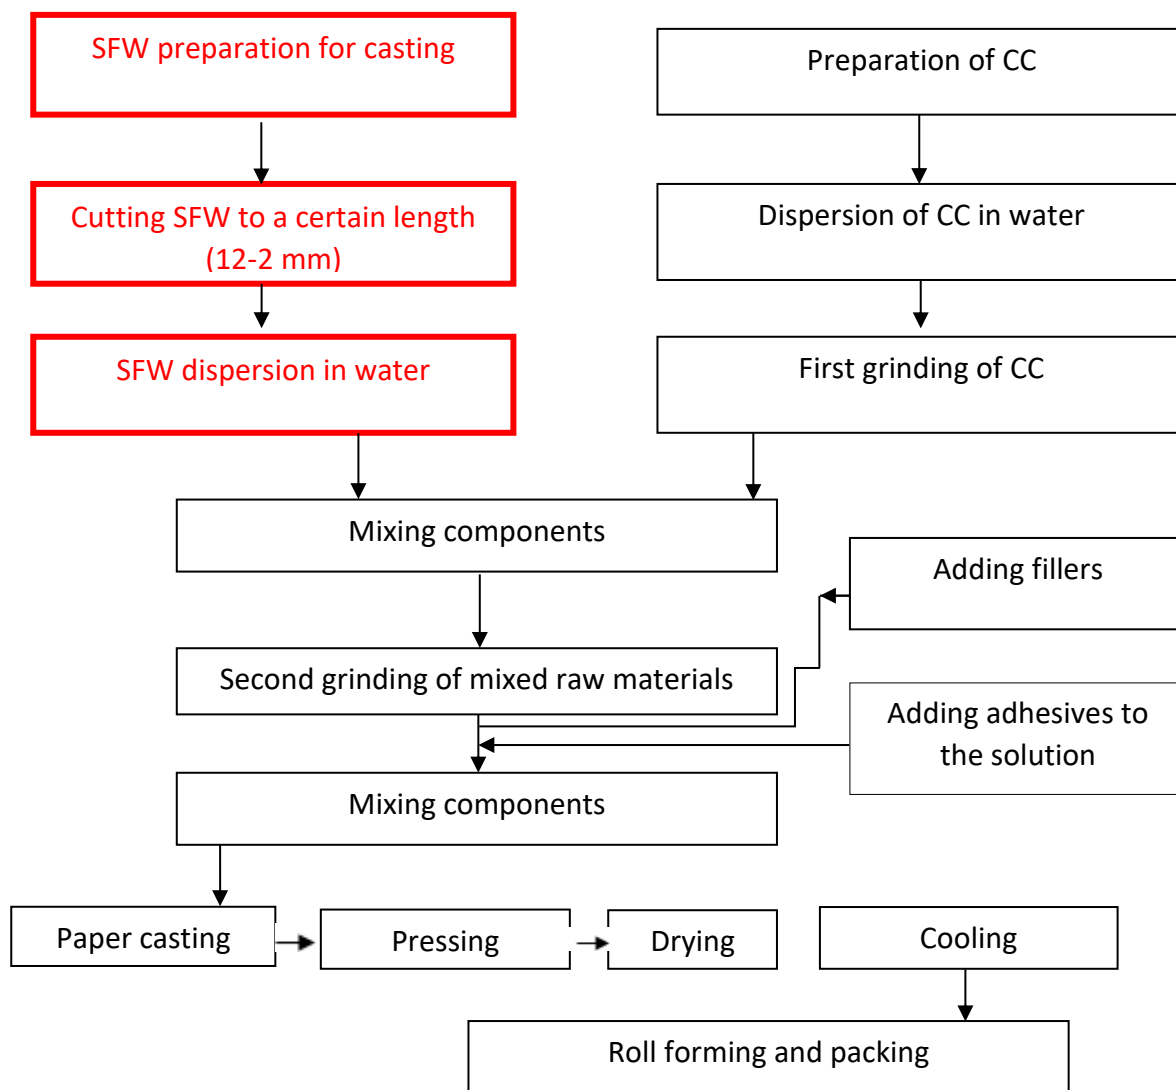 SFW preparation for casting
Preparation of CC
Cutting SFW to a certain length
(12-2 mm)
Dispersion of CC in water
SFW dispersion in water
First grinding of CC
Mixing components
Adding fillers
Second grinding of mixed raw materials
Adding adhesives to
the solution
Mixing components
Paper casting
Pressing
Drying
Cooling
Roll forming and packing